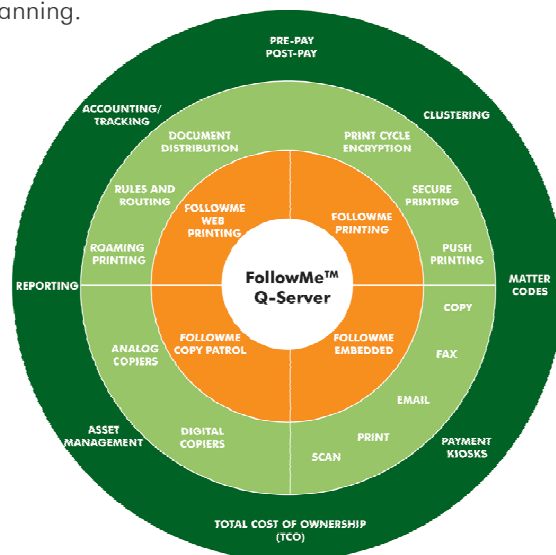 anning.
PRE-PAY
POST-PAY
ACCOUNTING/
TRACKING
CLUSTERING
DOCUMENT
DISTRIBUTION
PRINT CYCLE
ENCRYPTION
RULES AND
ROUTING
SECURE
PRINTING
FOLLOWME
WEB
PRINTING
FOLLOWME
PRINTING
ROAMING
PRINTING
PUSH
PRINTING
FollowMe™
Q-Server
REPORTING
MATTER
CODES
COPY
FOLLOWME
COPY PATROL
FOLLOWME
EMBEDDED
ANALOG
COPIERS
FAX
EMAIL
ASSET
MANAGEMENT
DIGITAL
COPIERS
PRINT
PAYMENT
KIOSKS
SCAN
TOTAL COST OF OWNERSHIP
(TCO)